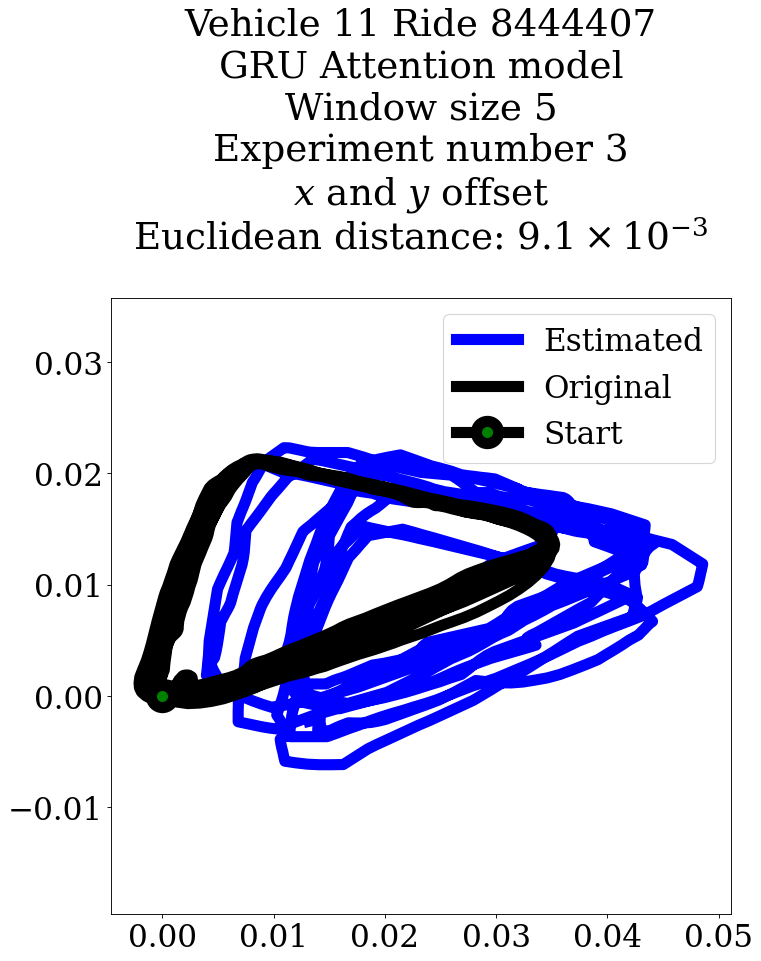 Vehicle 11 Ride 8444407
GRU Attention model
Window size 5
Experiment number 3
x and y offset
Euclidean distance: 9.1 × 10⁻³
Estimated
Original
Start
0.03
0.02
0.01
0.00
−0.01
0.00 0.01 0.02 0.03 0.04 0.05